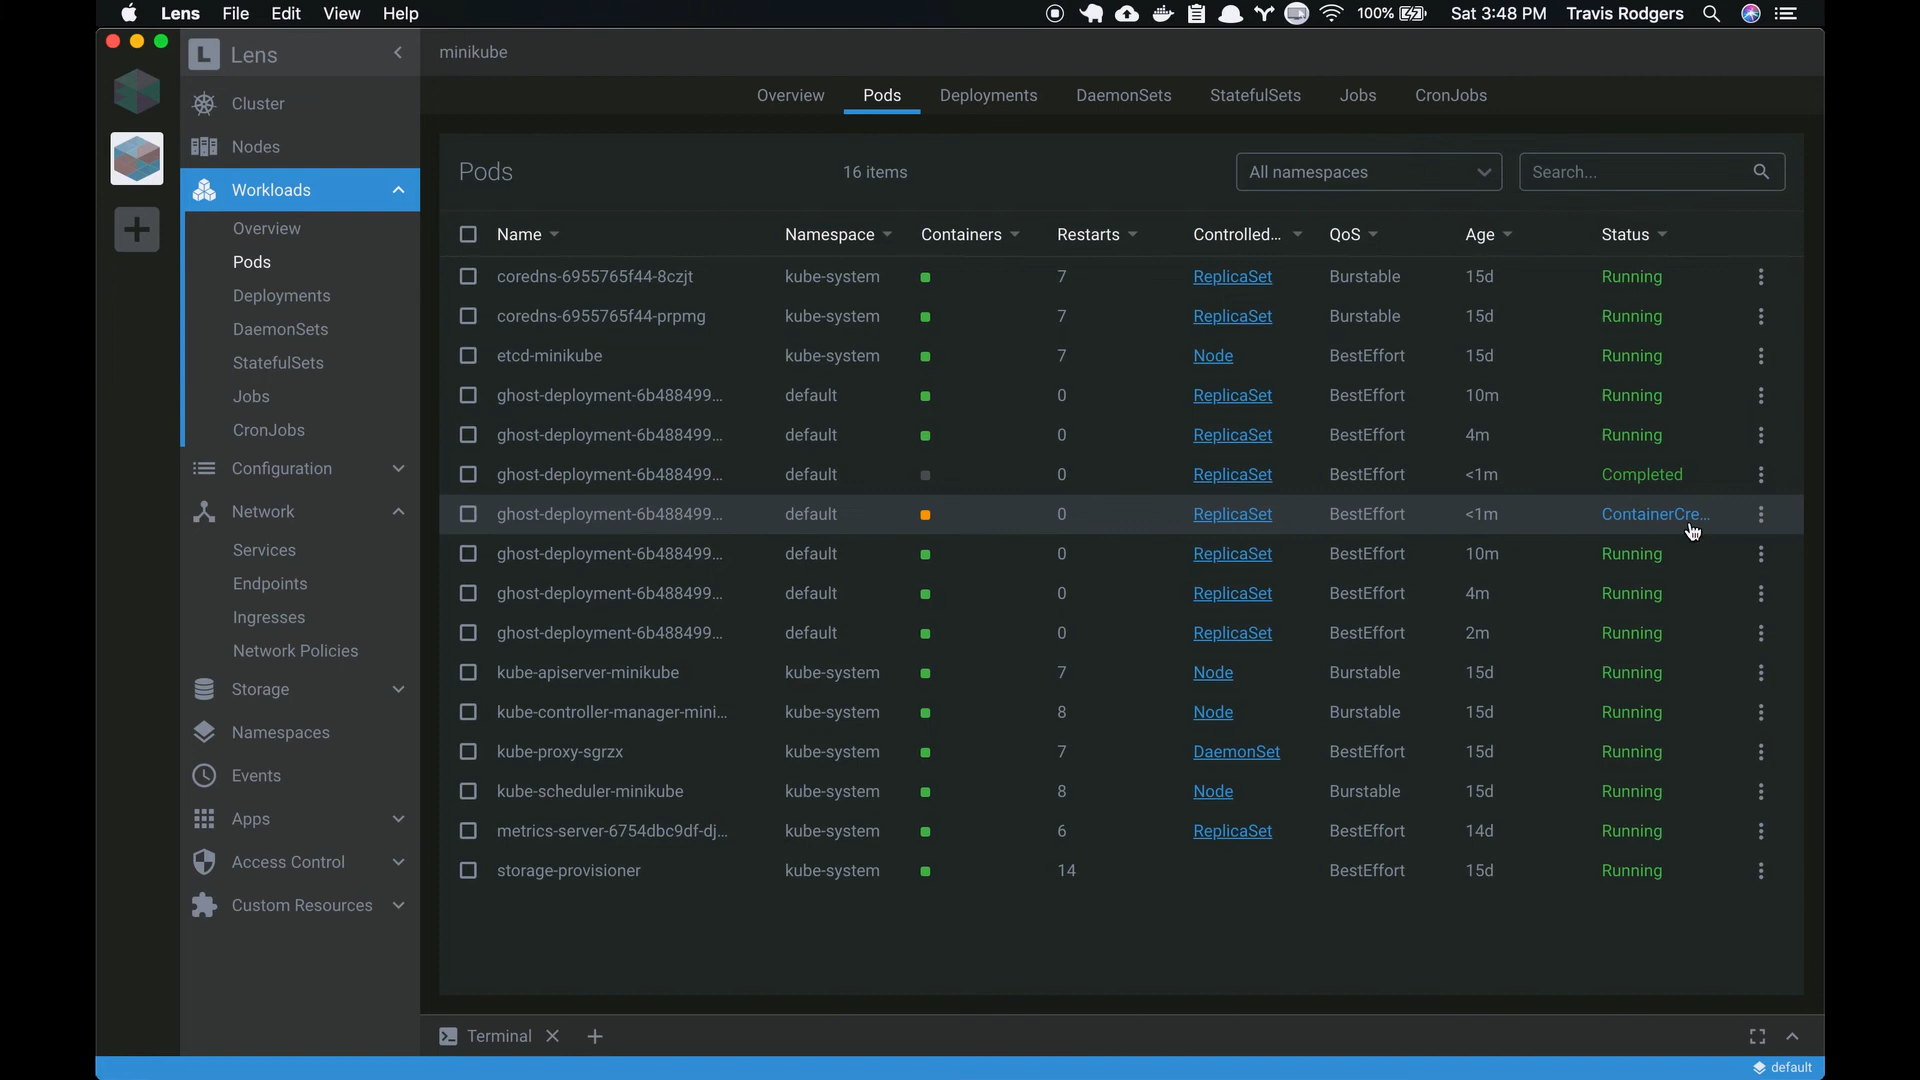 Lens File Edit View Help 100% Sat 3:48 PM Travis Rodgers
L Lens
minikube
Cluster
Nodes
Workloads
Overview
Pods
Deployments
DaemonSets
StatefulSets
Jobs
CronJobs
Configuration
Network
Services
Endpoints
Ingresses
Network Policies
Storage
Namespaces
Events
Apps
Access Control
Custom Resources
Overview Pods Deployments DaemonSets StatefulSets Jobs CronJobs
Pods 16 items All namespaces Search...
Name Namespace Containers Restarts Controlled... QoS Age Status
coredns-6955765f44-8czjt kube-system 7 ReplicaSet Burstable 15d Running
coredns-6955765f44-prpmg kube-system 7 ReplicaSet Burstable 15d Running
etcd-minikube kube-system 7 Node BestEffort 15d Running
ghost-deployment-6b488499... default 0 ReplicaSet BestEffort 10m Running
ghost-deployment-6b488499... default 0 ReplicaSet BestEffort 4m Running
ghost-deployment-6b488499... default 0 ReplicaSet BestEffort <1m Completed
ghost-deployment-6b488499... default 0 ReplicaSet BestEffort <1m ContainerCre...
ghost-deployment-6b488499... default 0 ReplicaSet BestEffort 10m Running
ghost-deployment-6b488499... default 0 ReplicaSet BestEffort 4m Running
ghost-deployment-6b488499... default 0 ReplicaSet BestEffort 2m Running
kube-apiserver-minikube kube-system 7 Node Burstable 15d Running
kube-controller-manager-mini... kube-system 8 Node Burstable 15d Running
kube-proxy-sgrzx kube-system 7 DaemonSet BestEffort 15d Running
kube-scheduler-minikube kube-system 8 Node Burstable 15d Running
metrics-server-6754dbc9df-dj... kube-system 6 ReplicaSet BestEffort 14d Running
storage-provisioner kube-system 14 BestEffort 15d Running
Terminal
default